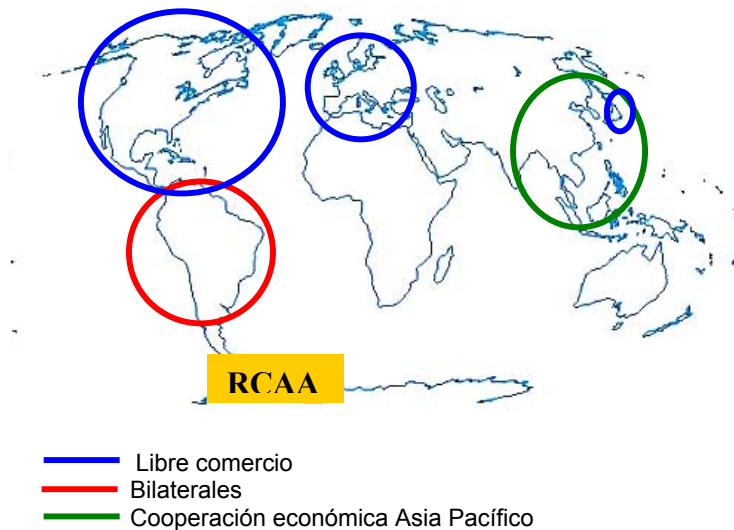 RCAA
Libre comercio
Bilaterales
Cooperación económica Asia Pacífico